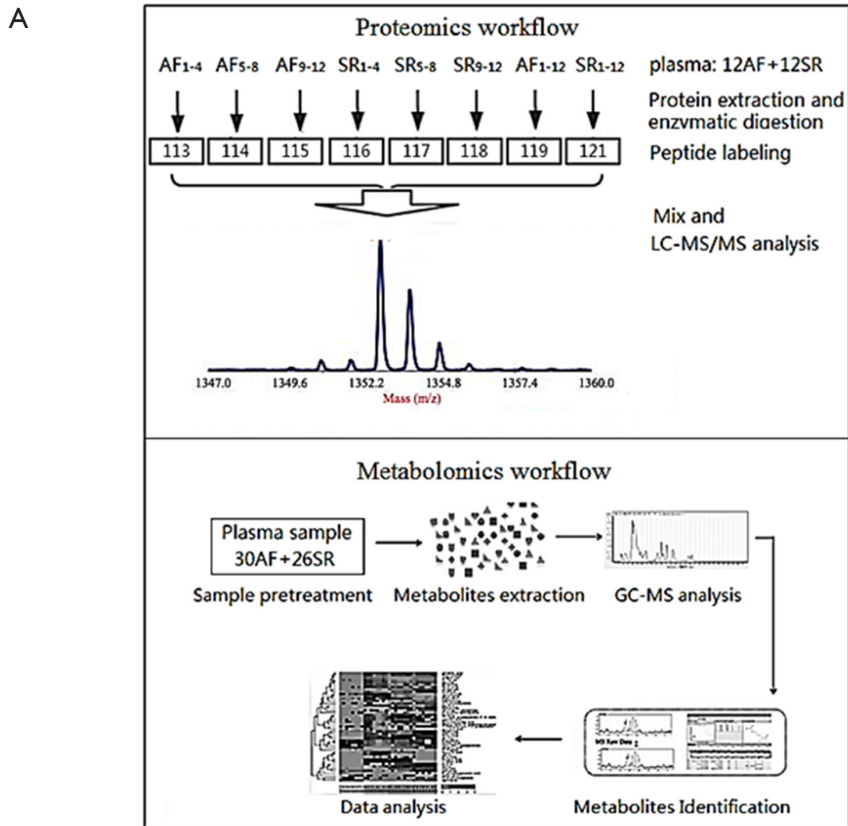 A
Proteomics workflow
AF1-4 AF5-8 AF9-12 SR1-4 SR5-8 SR9-12 AF1-12 SR1-12 plasma: 12AF+12SR
Protein extraction and
enzymatic digestion
113 114 115 116 117 118 119 121 Peptide labeling
Mix and
LC-MS/MS analysis
1347.0 1349.6 1352.2 1354.8 1357.4 1360.0
Mass (m/z)
Metabolomics workflow
Plasma sample
30AF+26SR
Sample pretreatment Metabolites extraction GC-MS analysis
MS Raw Data
Data analysis Metabolites Identification